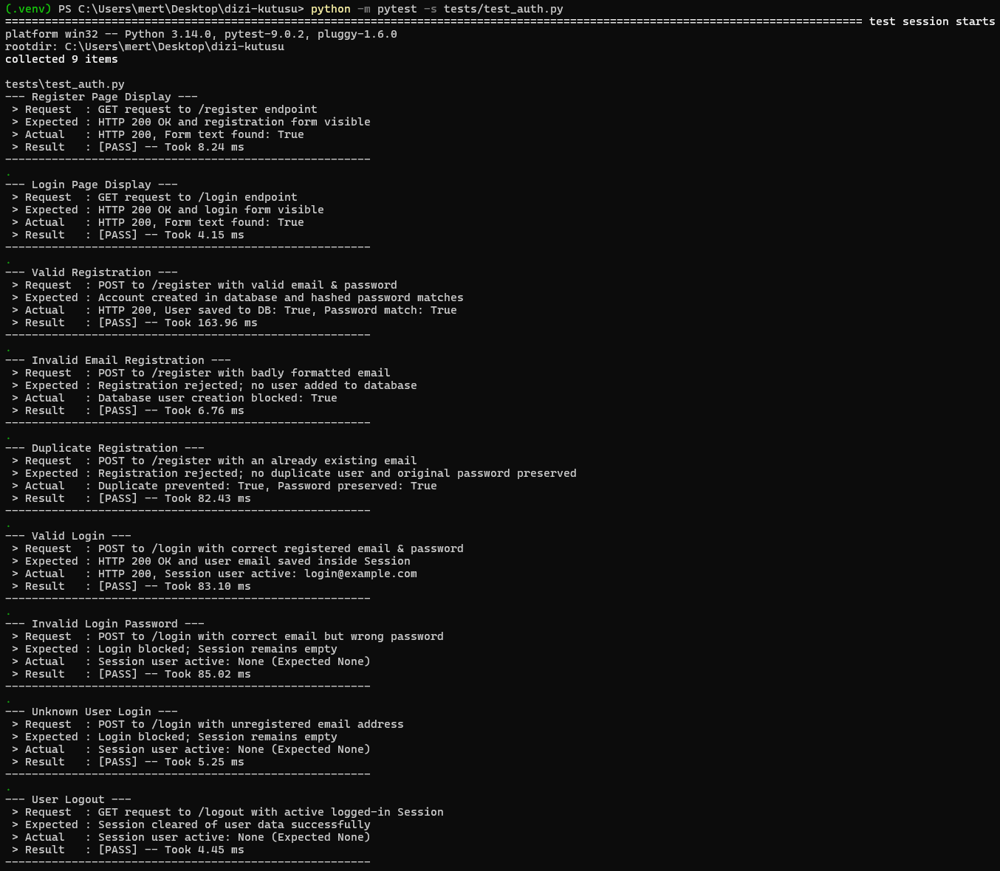 (.venv) PS C:\Users\mert\Desktop\dizi-kutusu> python -m pytest -s tests/test_auth.py
================================================================================================================================= test session starts
platform win32 -- Python 3.14.0, pytest-9.0.2, pluggy-1.6.0
rootdir: C:\Users\mert\Desktop\dizi-kutusu
collected 9 items

tests\test_auth.py
--- Register Page Display ---
 > Request  : GET request to /register endpoint
 > Expected : HTTP 200 OK and registration form visible
 > Actual   : HTTP 200, Form text found: True
 > Result   : [PASS] -- Took 8.24 ms
-------------------------------------------------------
.
--- Login Page Display ---
 > Request  : GET request to /login endpoint
 > Expected : HTTP 200 OK and login form visible
 > Actual   : HTTP 200, Form text found: True
 > Result   : [PASS] -- Took 4.15 ms
-------------------------------------------------------
.
--- Valid Registration ---
 > Request  : POST to /register with valid email & password
 > Expected : Account created in database and hashed password matches
 > Actual   : HTTP 200, User saved to DB: True, Password match: True
 > Result   : [PASS] -- Took 163.96 ms
-------------------------------------------------------
.
--- Invalid Email Registration ---
 > Request  : POST to /register with badly formatted email
 > Expected : Registration rejected; no user added to database
 > Actual   : Database user creation blocked: True
 > Result   : [PASS] -- Took 6.76 ms
-------------------------------------------------------
.
--- Duplicate Registration ---
 > Request  : POST to /register with an already existing email
 > Expected : Registration rejected; no duplicate user and original password preserved
 > Actual   : Duplicate prevented: True, Password preserved: True
 > Result   : [PASS] -- Took 82.43 ms
-------------------------------------------------------
.
--- Valid Login ---
 > Request  : POST to /login with correct registered email & password
 > Expected : HTTP 200 OK and user email saved inside Session
 > Actual   : HTTP 200, Session user active: login@example.com
 > Result   : [PASS] -- Took 83.10 ms
-------------------------------------------------------
.
--- Invalid Login Password ---
 > Request  : POST to /login with correct email but wrong password
 > Expected : Login blocked; Session remains empty
 > Actual   : Session user active: None (Expected None)
 > Result   : [PASS] -- Took 85.02 ms
-------------------------------------------------------
.
--- Unknown User Login ---
 > Request  : POST to /login with unregistered email address
 > Expected : Login blocked; Session remains empty
 > Actual   : Session user active: None (Expected None)
 > Result   : [PASS] -- Took 5.25 ms
-------------------------------------------------------
.
--- User Logout ---
 > Request  : GET request to /logout with active logged-in Session
 > Expected : Session cleared of user data successfully
 > Actual   : Session user active: None (Expected None)
 > Result   : [PASS] -- Took 4.45 ms
-------------------------------------------------------